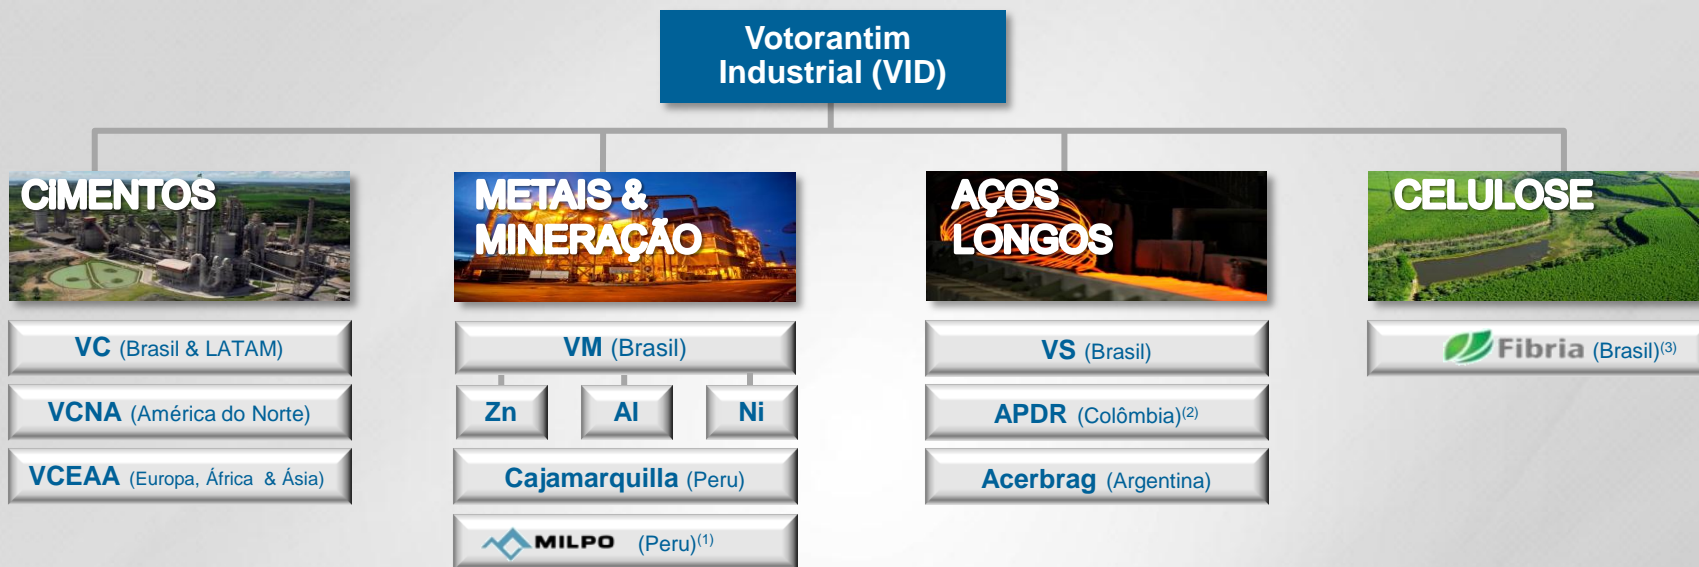 Votorantim
Industrial (VID)
CIMENTOS
VC (Brasil & LATAM)
VCNA (América do Norte)
VCEAA (Europa, África & Ásia)
METAIS &
MINERAÇÃO
VM (Brasil)
Zn Al Ni
Cajamarquilla (Peru)
MILPO (Peru)(1)
AÇOS
LONGOS
VS (Brasil)
APDR (Colômbia)(2)
Acerbrag (Argentina)
CELULOSE
Fibria (Brasil)(3)